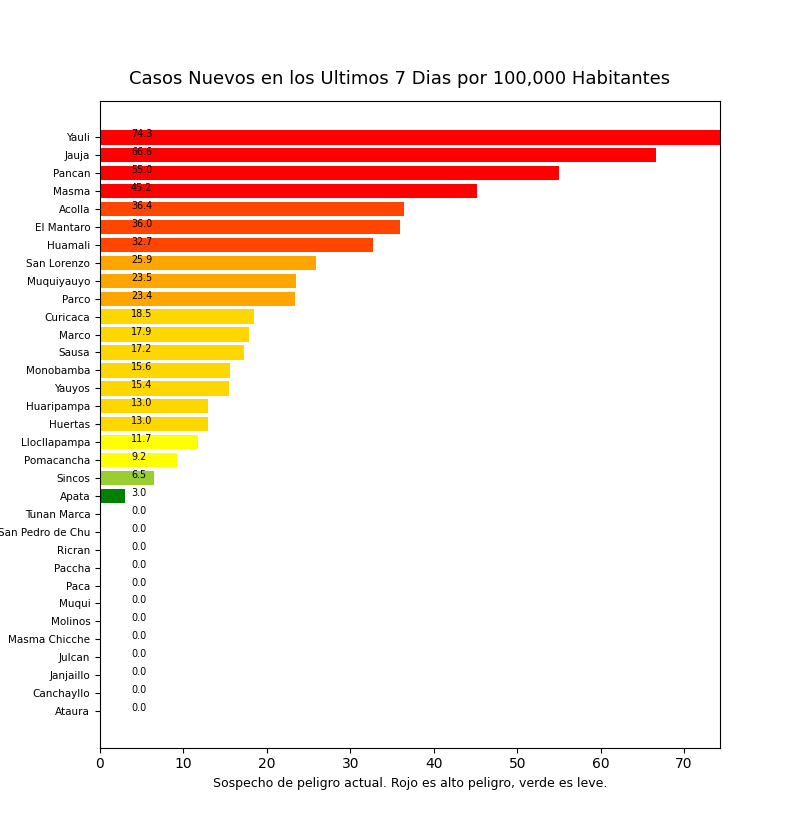 Casos Nuevos en los Ultimos 7 Dias por 100,000 Habitantes
Yauli 74.3
Jauja 66.6
Pancan 55.0
Masma 45.2
Acolla 36.4
El Mantaro 36.0
Huamali 32.7
San Lorenzo 25.9
Muquiyauyo 23.5
Parco 23.4
Curicaca 18.5
Marco 17.9
Sausa 17.2
Monobamba 15.6
Yauyos 15.4
Huaripampa 13.0
Huertas 13.0
Llocllapampa 11.7
Pomacancha 9.2
Sincos 6.5
Apata 3.0
Tunan Marca 0.0
San Pedro de Chu 0.0
Ricran 0.0
Paccha 0.0
Paca 0.0
Muqui 0.0
Molinos 0.0
Masma Chicche 0.0
Julcan 0.0
Janjaillo 0.0
Canchayllo 0.0
Ataura 0.0
0 10 20 30 40 50 60 70
Sospecho de peligro actual. Rojo es alto peligro, verde es leve.